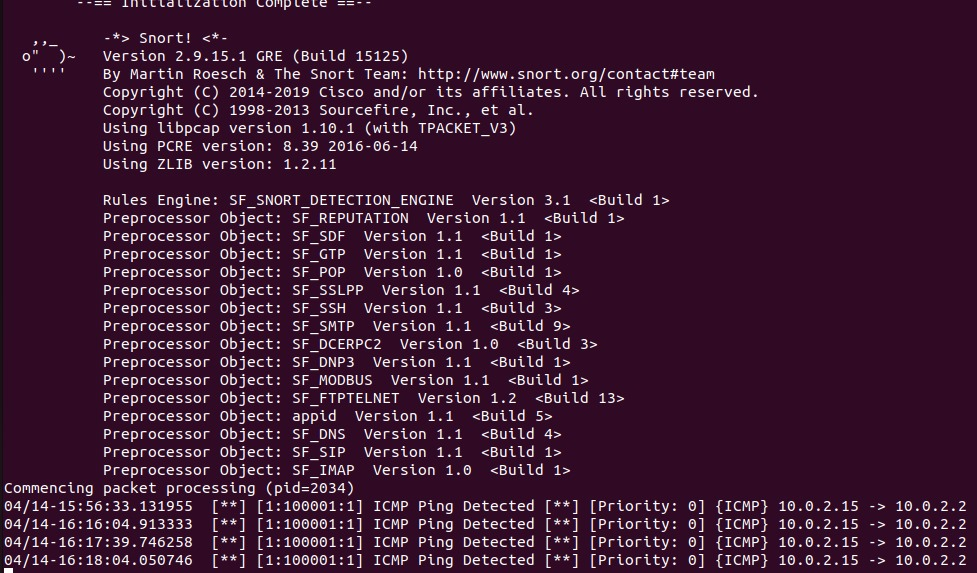 --== Initialization Complete ==--
,,_ -*> Snort! <*-
o" )~ Version 2.9.15.1 GRE (Build 15125)
'''' By Martin Roesch & The Snort Team: http://www.snort.org/contact#team
Copyright (C) 2014-2019 Cisco and/or its affiliates. All rights reserved.
Copyright (C) 1998-2013 Sourcefire, Inc., et al.
Using libpcap version 1.10.1 (with TPACKET_V3)
Using PCRE version: 8.39 2016-06-14
Using ZLIB version: 1.2.11
Rules Engine: SF_SNORT_DETECTION_ENGINE Version 3.1 <Build 1>
Preprocessor Object: SF_REPUTATION Version 1.1 <Build 1>
Preprocessor Object: SF_SDF Version 1.1 <Build 1>
Preprocessor Object: SF_GTP Version 1.1 <Build 1>
Preprocessor Object: SF_POP Version 1.0 <Build 1>
Preprocessor Object: SF_SSLPP Version 1.1 <Build 4>
Preprocessor Object: SF_SSH Version 1.1 <Build 3>
Preprocessor Object: SF_SMTP Version 1.1 <Build 9>
Preprocessor Object: SF_DCERPC2 Version 1.0 <Build 3>
Preprocessor Object: SF_DNP3 Version 1.1 <Build 1>
Preprocessor Object: SF_MODBUS Version 1.1 <Build 1>
Preprocessor Object: SF_FTPTELNET Version 1.2 <Build 13>
Preprocessor Object: appid Version 1.1 <Build 5>
Preprocessor Object: SF_DNS Version 1.1 <Build 4>
Preprocessor Object: SF_SIP Version 1.1 <Build 1>
Preprocessor Object: SF_IMAP Version 1.0 <Build 1>
Commencing packet processing (pid=2034)
04/14-15:56:33.131955 [**] [1:100001:1] ICMP Ping Detected [**] [Priority: 0] {ICMP} 10.0.2.15 -> 10.0.2.2
04/14-16:16:04.913333 [**] [1:100001:1] ICMP Ping Detected [**] [Priority: 0] {ICMP} 10.0.2.15 -> 10.0.2.2
04/14-16:17:39.746258 [**] [1:100001:1] ICMP Ping Detected [**] [Priority: 0] {ICMP} 10.0.2.15 -> 10.0.2.2
04/14-16:18:04.050746 [**] [1:100001:1] ICMP Ping Detected [**] [Priority: 0] {ICMP} 10.0.2.15 -> 10.0.2.2